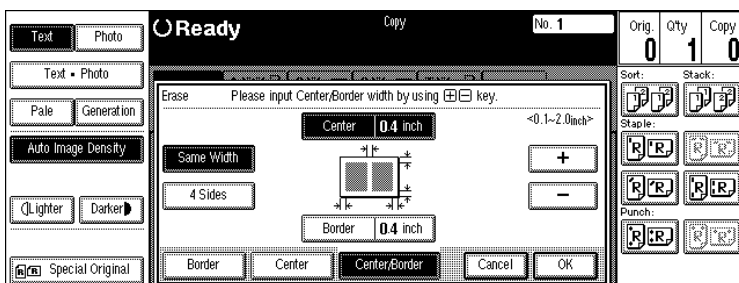 Text Photo
Text • Photo
Pale Generation
Auto Image Density
Lighter Darker
Special Original
Ready
Copy
No. 1
Orig. Q'ty Copy
0 1 0
Erase Please input Center/Border width by using ⊞⊟ key.
Center 0.4 inch
<0.1~2.0inch>
Same Width
+
4 Sides
−
Border 0.4 inch
Border Center Center/Border Cancel OK
Sort: Stack:
Staple:
Punch: